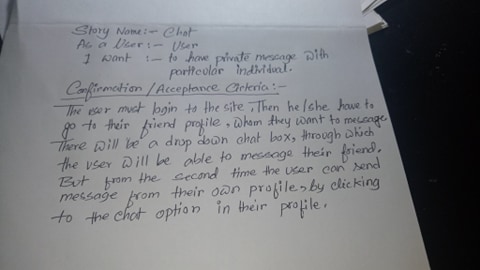 Story Name:- Chat
As a User:- User
I want :- to have private message with
particular individual.
Confirmation / Acceptance Criteria:-
The user must login to the site, Then he/she have to
go to their friend profile, whom they want to message
There will be a drop down chat box, through which
the user will be able to message their friend.
But from the second time the user can send
message from their own profile, by clicking
to the chat option in their profile.